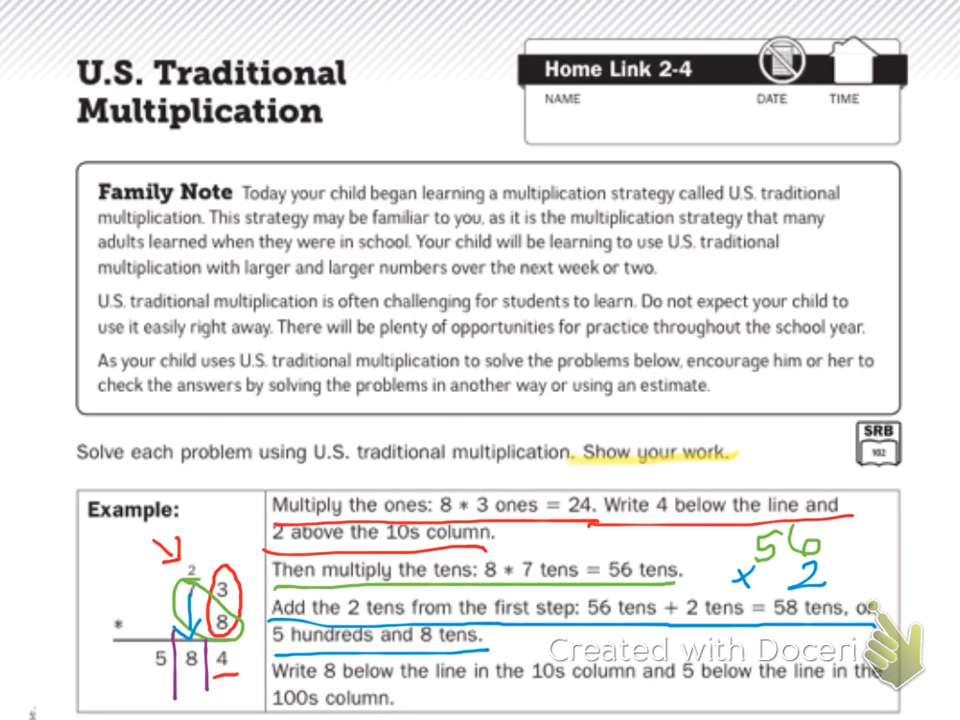 U.S. Traditional
Multiplication
Home Link 2-4
NAME DATE TIME
Family Note Today your child began learning a multiplication strategy called U.S. traditional
multiplication. This strategy may be familiar to you, as it is the multiplication strategy that many
adults learned when they were in school. Your child will be learning to use U.S. traditional
multiplication with larger and larger numbers over the next week or two.
U.S. traditional multiplication is often challenging for students to learn. Do not expect your child to
use it easily right away. There will be plenty of opportunities for practice throughout the school year.
As your child uses U.S. traditional multiplication to solve the problems below, encourage him or her to
check the answers by solving the problems in another way or using an estimate.
SRB
102
Solve each problem using U.S. traditional multiplication. Show your work.
Example:
2
7 3
* 8
5 8 4
Multiply the ones: 8 * 3 ones = 24. Write 4 below the line and
2 above the 10s column.
Then multiply the tens: 8 * 7 tens = 56 tens.
Add the 2 tens from the first step: 56 tens + 2 tens = 58 tens, or
5 hundreds and 8 tens.
Write 8 below the line in the 10s column and 5 below the line in the
100s column.
56
x 2
Created with Doceri